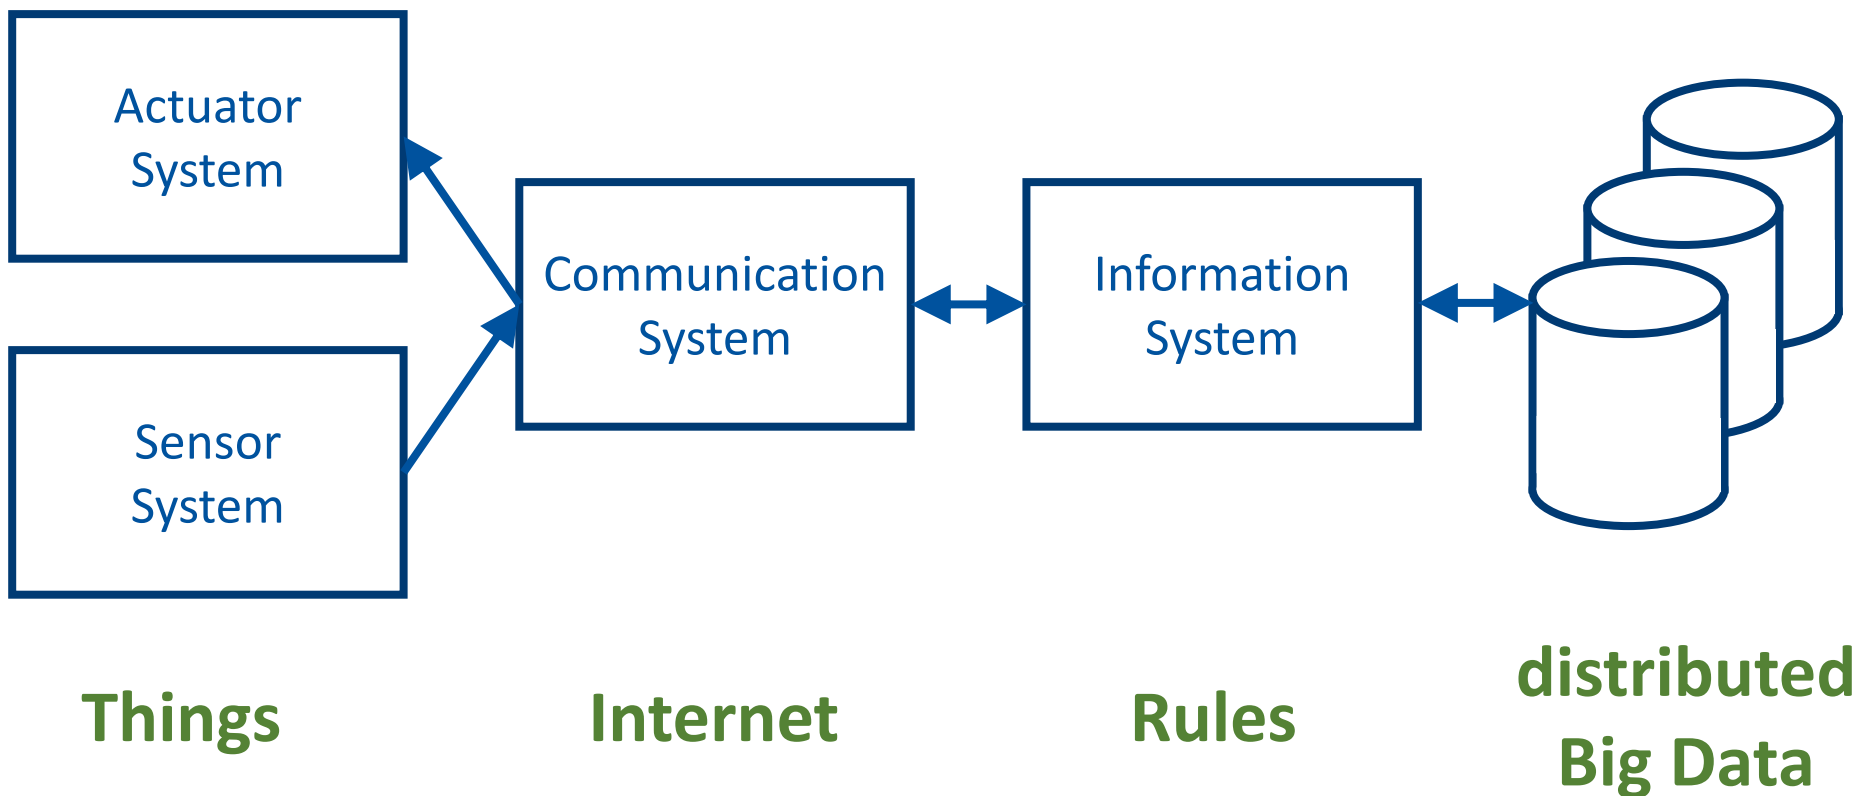 Actuator
System
Sensor
System
Communication
System
Information
System
Things
Internet
Rules
distributed
Big Data